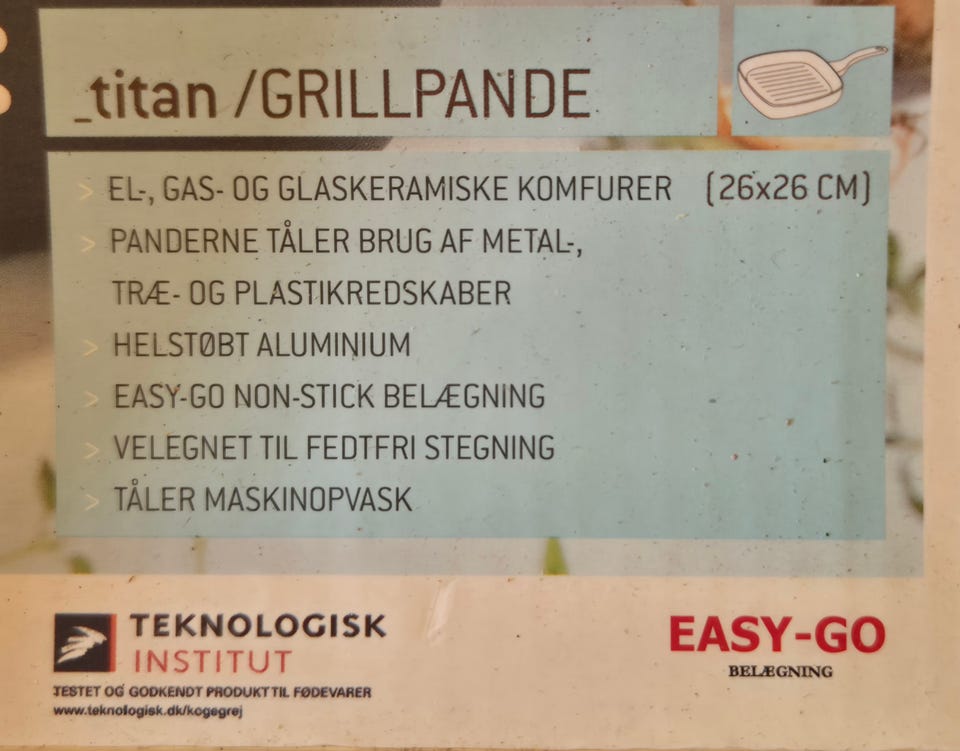 _titan /GRILLPANDE
> EL-, GAS- OG GLASKERAMISKE KOMFURER (26x26 CM)
> PANDERNE TÅLER BRUG AF METAL-,
TRÆ- OG PLASTIKREDSKABER
> HELSTØBT ALUMINIUM
> EASY-GO NON-STICK BELÆGNING
> VELEGNET TIL FEDTFRI STEGNING
> TÅLER MASKINOPVASK
TEKNOLOGISK
INSTITUT
TESTET OG GODKENDT PRODUKT TIL FØDEVARER
www.teknologisk.dk/kogegrej
EASY-GO
BELÆGNING